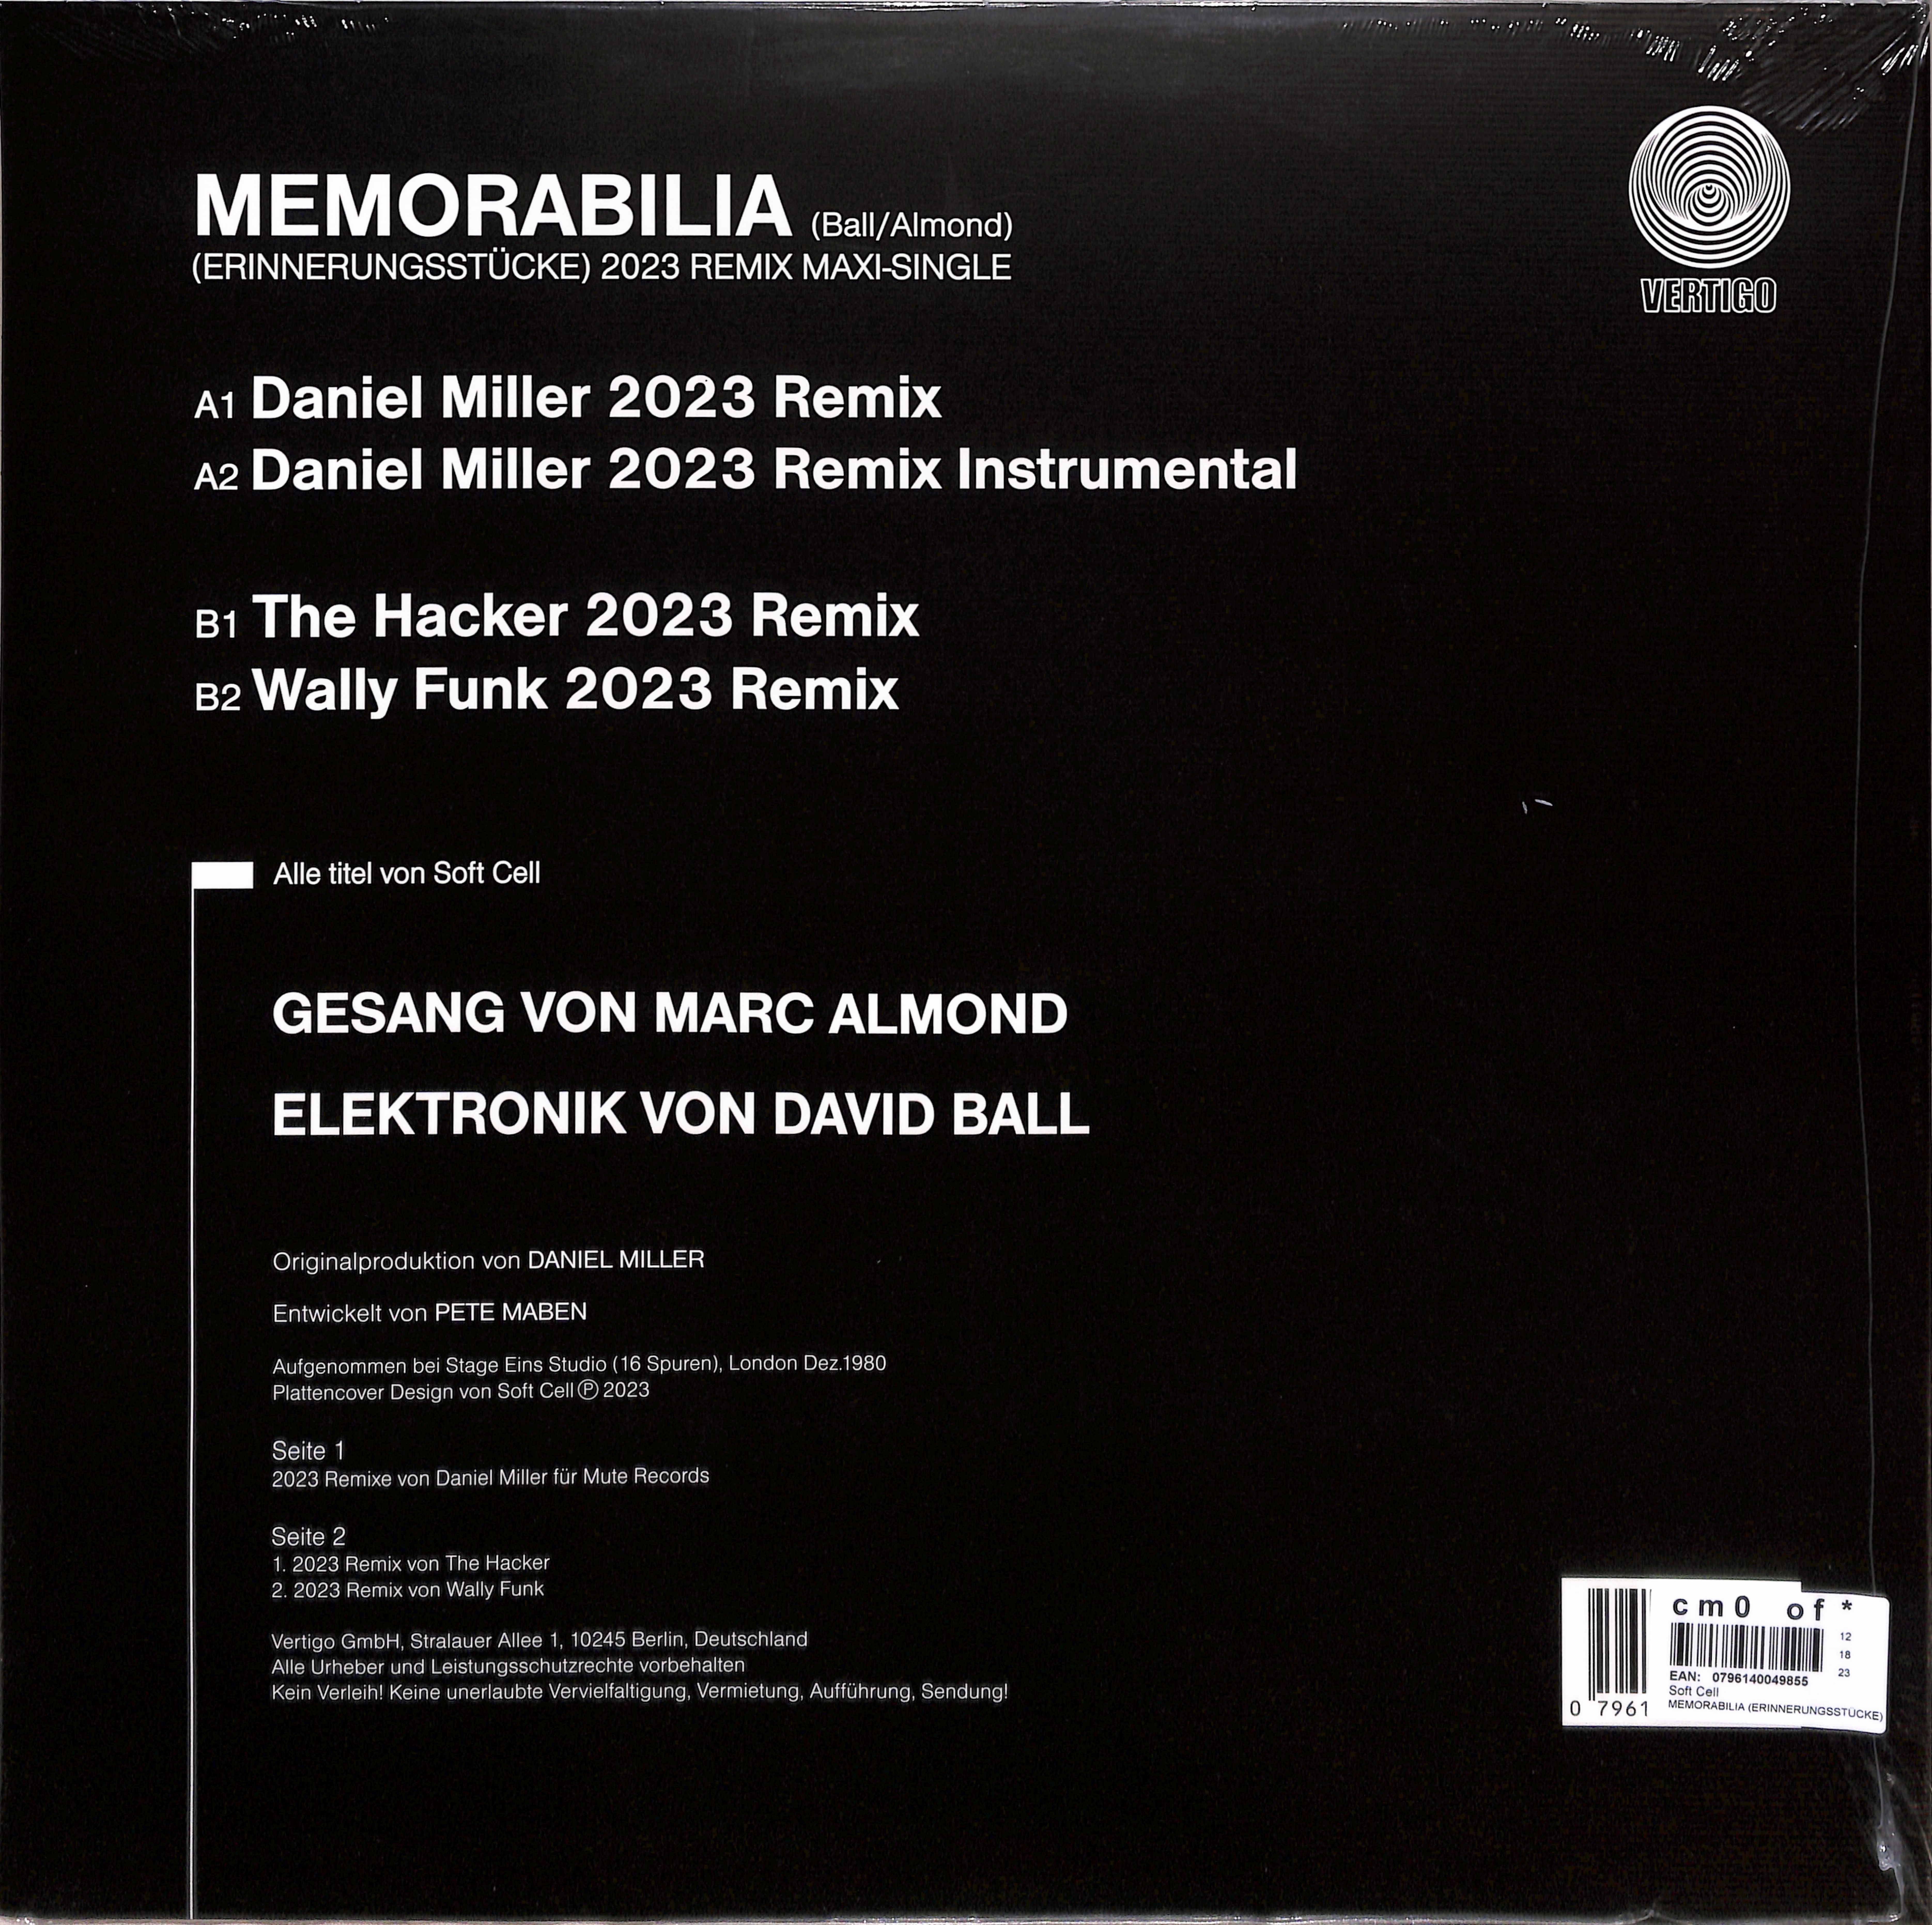 MEMORABILIA (Ball/Almond)
(ERINNERUNGSSTÜCKE) 2023 REMIX MAXI-SINGLE
VERTIGO
A1 Daniel Miller 2023 Remix
A2 Daniel Miller 2023 Remix Instrumental
B1 The Hacker 2023 Remix
B2 Wally Funk 2023 Remix
Alle titel von Soft Cell
GESANG VON MARC ALMOND
ELEKTRONIK VON DAVID BALL
Originalproduktion von DANIEL MILLER
Entwickelt von PETE MABEN
Aufgenommen bei Stage Eins Studio (16 Spuren), London Dez.1980
Plattencover Design von Soft Cell Ⓟ 2023
Seite 1
2023 Remixe von Daniel Miller für Mute Records
Seite 2
1. 2023 Remix von The Hacker
2. 2023 Remix von Wally Funk
Vertigo GmbH, Stralauer Allee 1, 10245 Berlin, Deutschland
Alle Urheber und Leistungsschutzrechte vorbehalten
Kein Verleih! Keine unerlaubte Vervielfaltigung, Vermietung, Aufführung, Sendung!
0 7961
cm0 of *
12
18
23
EAN: 0796140049855
Soft Cell
MEMORABILIA (ERINNERUNGSSTÜCKE)